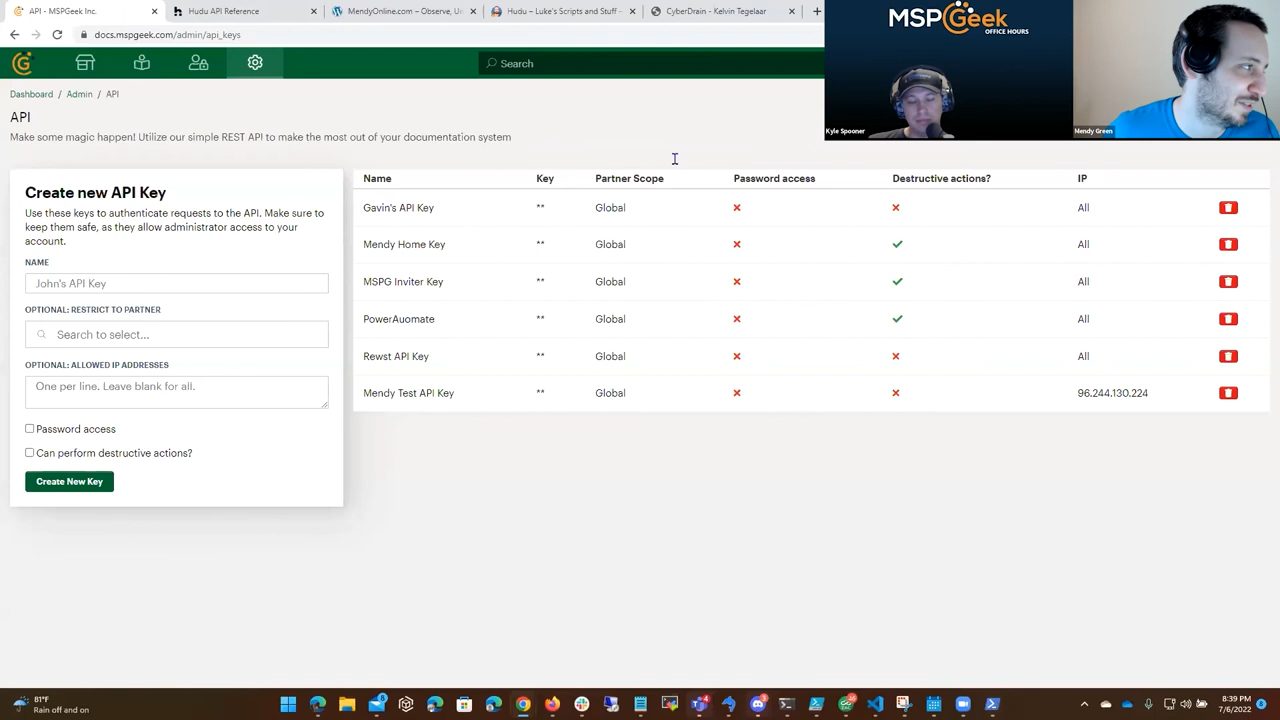 API - MSPGeek Inc.
Hudu API Reference
MendyOnline.com – Observe, Un
Hudu – Luke's Scripts and Stuff –
CyberDrain - Kelvin Tegelaar
docs.mspgeek.com/admin/api_keys
Search
MSPGeek
OFFICE HOURS
Kyle Spooner
Mendy Green
Dashboard / Admin / API
API
Make some magic happen! Utilize our simple REST API to make the most out of your documentation system
Create new API Key
Use these keys to authenticate requests to the API. Make sure to
keep them safe, as they allow administrator access to your
account.
NAME
John's API Key
OPTIONAL: RESTRICT TO PARTNER
Search to select...
OPTIONAL: ALLOWED IP ADDRESSES
One per line. Leave blank for all.
Password access
Can perform destructive actions?
Create New Key
Name Key Partner Scope Password access Destructive actions? IP
Gavin's API Key ** Global All
Mendy Home Key ** Global All
MSPG Inviter Key ** Global All
PowerAuomate ** Global All
Rewst API Key ** Global All
Mendy Test API Key ** Global 96.244.130.224
81°F
Rain off and on
8:39 PM
7/6/2022